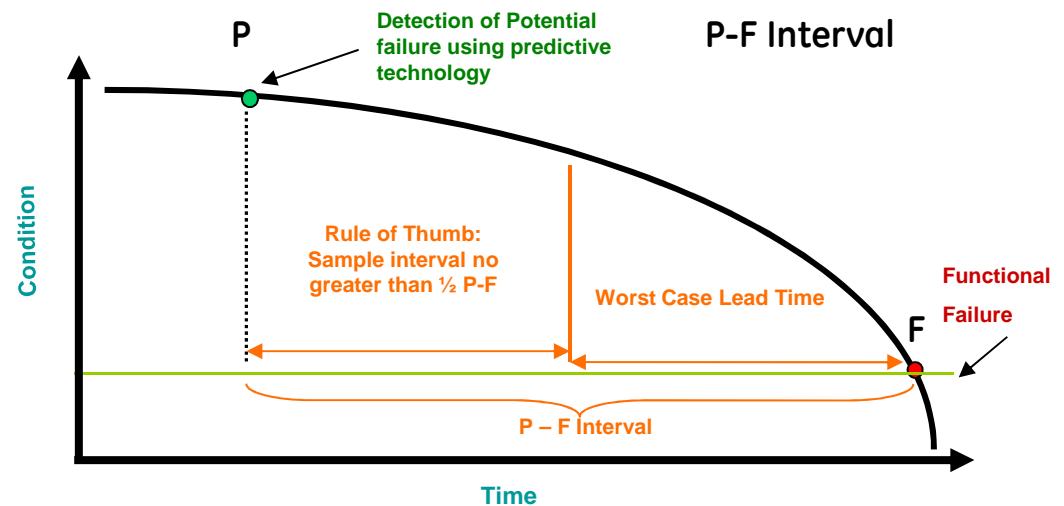 P
Detection of Potential
failure using predictive
technology
P-F Interval
Condition
Rule of Thumb:
Sample interval no
greater than ½ P-F
Worst Case Lead Time
Functional
Failure
F
P – F Interval
Time